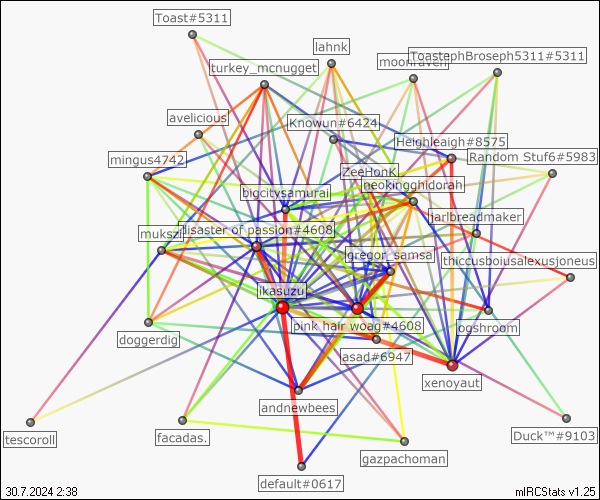 Toast#5311
lahnk
ToastephBroseph5311#5311
moonraven
turkey_mcnugget
avelicious
Knowun#6424
Heighleigh#8575
mingus4742
Random Stuf6#5983
ZeeHonK
neokingghidorah
bigcitysamurai
jarlbreadmaker
mukszi
disaster of passion#4608
gregor_samsa
thiccusboiusalexusjoneus
ikasuzu
pink hair woag#4608
boshroom
doggerdig
asad#6947
xenoyaut
andnewbees
tescoroll
facadas.
Duck™#9103
gazpachoman
default#0617
30.7.2024 2:38
mIRCStats v1.25